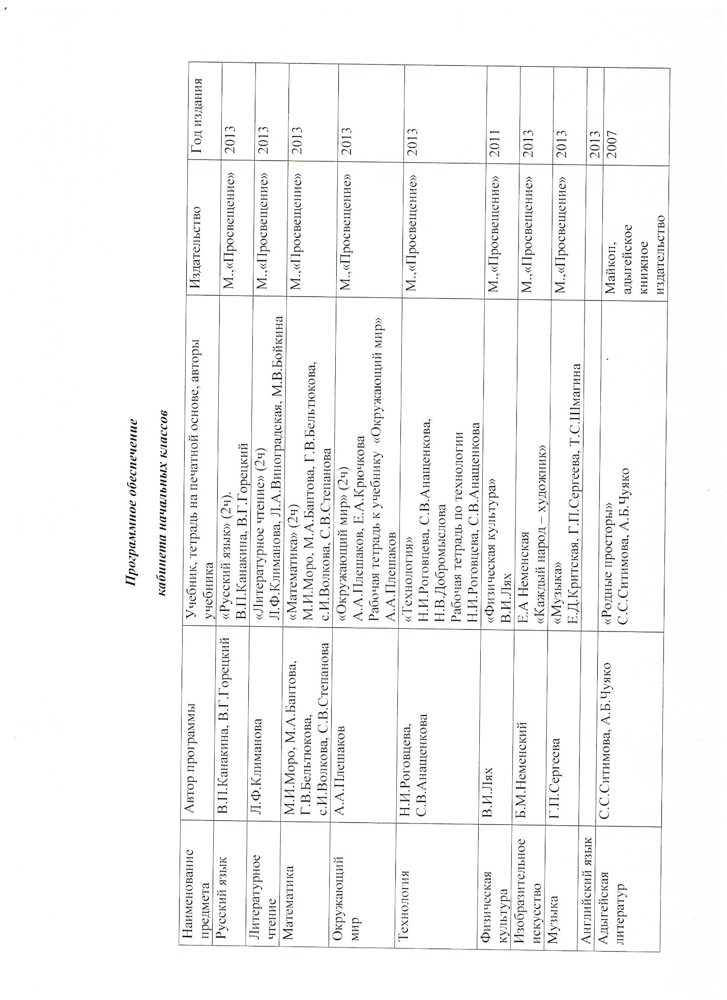 Программное обеспечение
кабинета начальных классов
Наименование предмета | Автор программы | Учебник, тетрадь на печатной основе, авторы учебника | Издательство | Год издания
Русский язык | В.П.Канакина, В.Г.Горецкий | «Русский язык» (2ч). В.П.Канакина, В.Г.Горецкий | М.,«Просвещение» | 2013
Литературное чтение | Л.Ф.Климанова | «Литературное чтение» (2ч) Л.Ф.Климанова, Л.А.Виноградская, М.В.Бойкина | М.,«Просвещение» | 2013
Математика | М.И.Моро, М.А.Бантова, Г.В.Бельтюкова, с.И.Волкова, С.В.Степанова | «Математика» (2ч) М.И.Моро, М.А.Бантова, Г.В.Бельтюкова, с.И.Волкова, С.В.Степанова | М.,«Просвещение» | 2013
Окружающий мир | А.А.Плешаков | «Окружающий мир» (2ч) А.А.Плешаков, Е.А.Крючкова Рабочая тетрадь к учебнику «Окружающий мир» А.А.Плешаков | М.,«Просвещение» | 2013
Технология | Н.И.Роговцева, С.В.Анащенкова | «Технология» Н.И.Роговцева, С.В.Анащенкова, Н.В.Добромыслова Рабочая тетрадь по технологии Н.И.Роговцева, С.В.Анащенкова | М.,«Просвещение» | 2013
Физическая культура | В.И.Лях | «Физическая культура» В.И.Лях | М.,«Просвещение» | 2011
Изобразительное искусство | Б.М.Неменский | Е.А Неменская «Каждый народ – художник» | М.,«Просвещение» | 2013
Музыка | Г.П.Сергеева | «Музыка» Е.Д.Критская, Г.П.Сергеева, Т.С.Шмагина | М.,«Просвещение» | 2013
Английский язык | | | | 2013
Адыгейская литератур | С.С.Ситимова, А.Б.Чуяко | «Родные просторы» С.С.Ситимова, А.Б.Чуяко | Майкоп, адыгейское книжное издательство | 2007